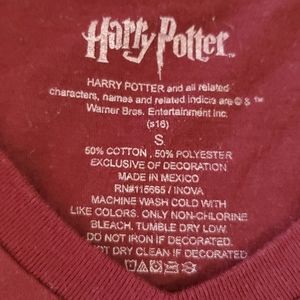 Harry Potter
HARRY POTTER and all related
characters, names and related indicia are © & ™
Warner Bros. Entertainment Inc.
(s16)
S
50% COTTON, 50% POLYESTER
EXCLUSIVE OF DECORATION
MADE IN MEXICO
RN#115665 / INOVA
MACHINE WASH COLD WITH
LIKE COLORS. ONLY NON-CHLORINE
BLEACH. TUMBLE DRY LOW.
DO NOT IRON IF DECORATED.
NOT DRY CLEAN IF DECORATED